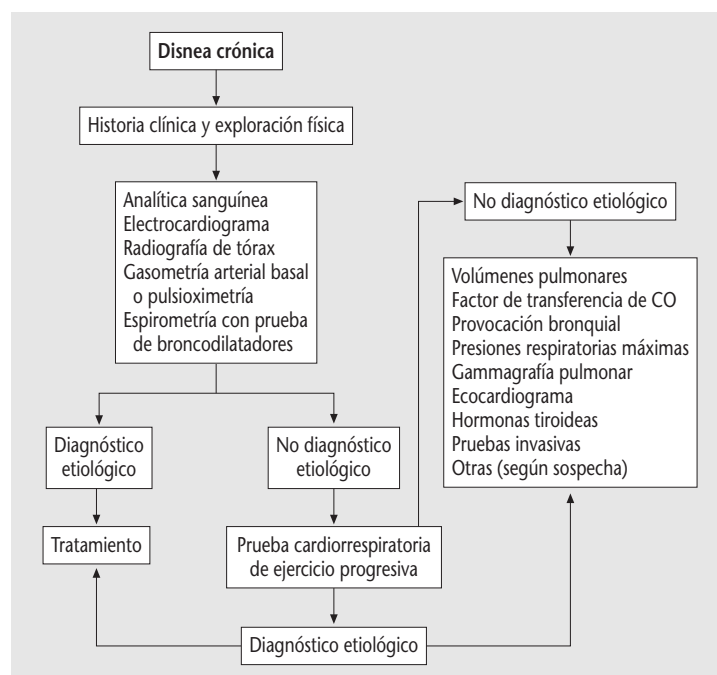 Disnea crónica
Historia clínica y exploración física
Analítica sanguínea
Electrocardiograma
Radiografía de tórax
Gasometría arterial basal
o pulsioximetría
Espirometría con prueba
de broncodilatadores
Diagnóstico
etiológico
No diagnóstico
etiológico
Tratamiento
Prueba cardiorrespiratoria
de ejercicio progresiva
Diagnóstico etiológico
No diagnóstico etiológico
Volúmenes pulmonares
Factor de transferencia de CO
Provocación bronquial
Presiones respiratorias máximas
Gammagrafía pulmonar
Ecocardiograma
Hormonas tiroideas
Pruebas invasivas
Otras (según sospecha)